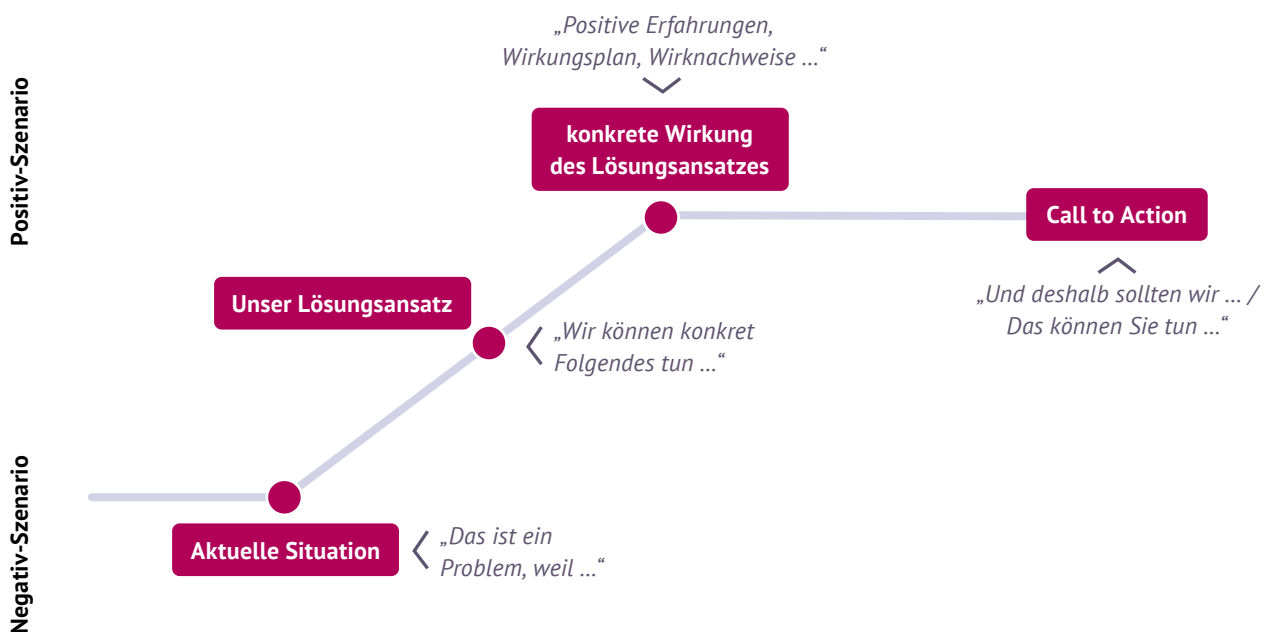 „Positive Erfahrungen,
Wirkungsplan, Wirknachweise ...“
Positiv-Szenario
konkrete Wirkung
des Lösungsansatzes
Call to Action
„Und deshalb sollten wir ... /
Das können Sie tun ...“
Unser Lösungsansatz
„Wir können konkret
Folgendes tun ...“
Negativ-Szenario
Aktuelle Situation
„Das ist ein
Problem, weil ...“